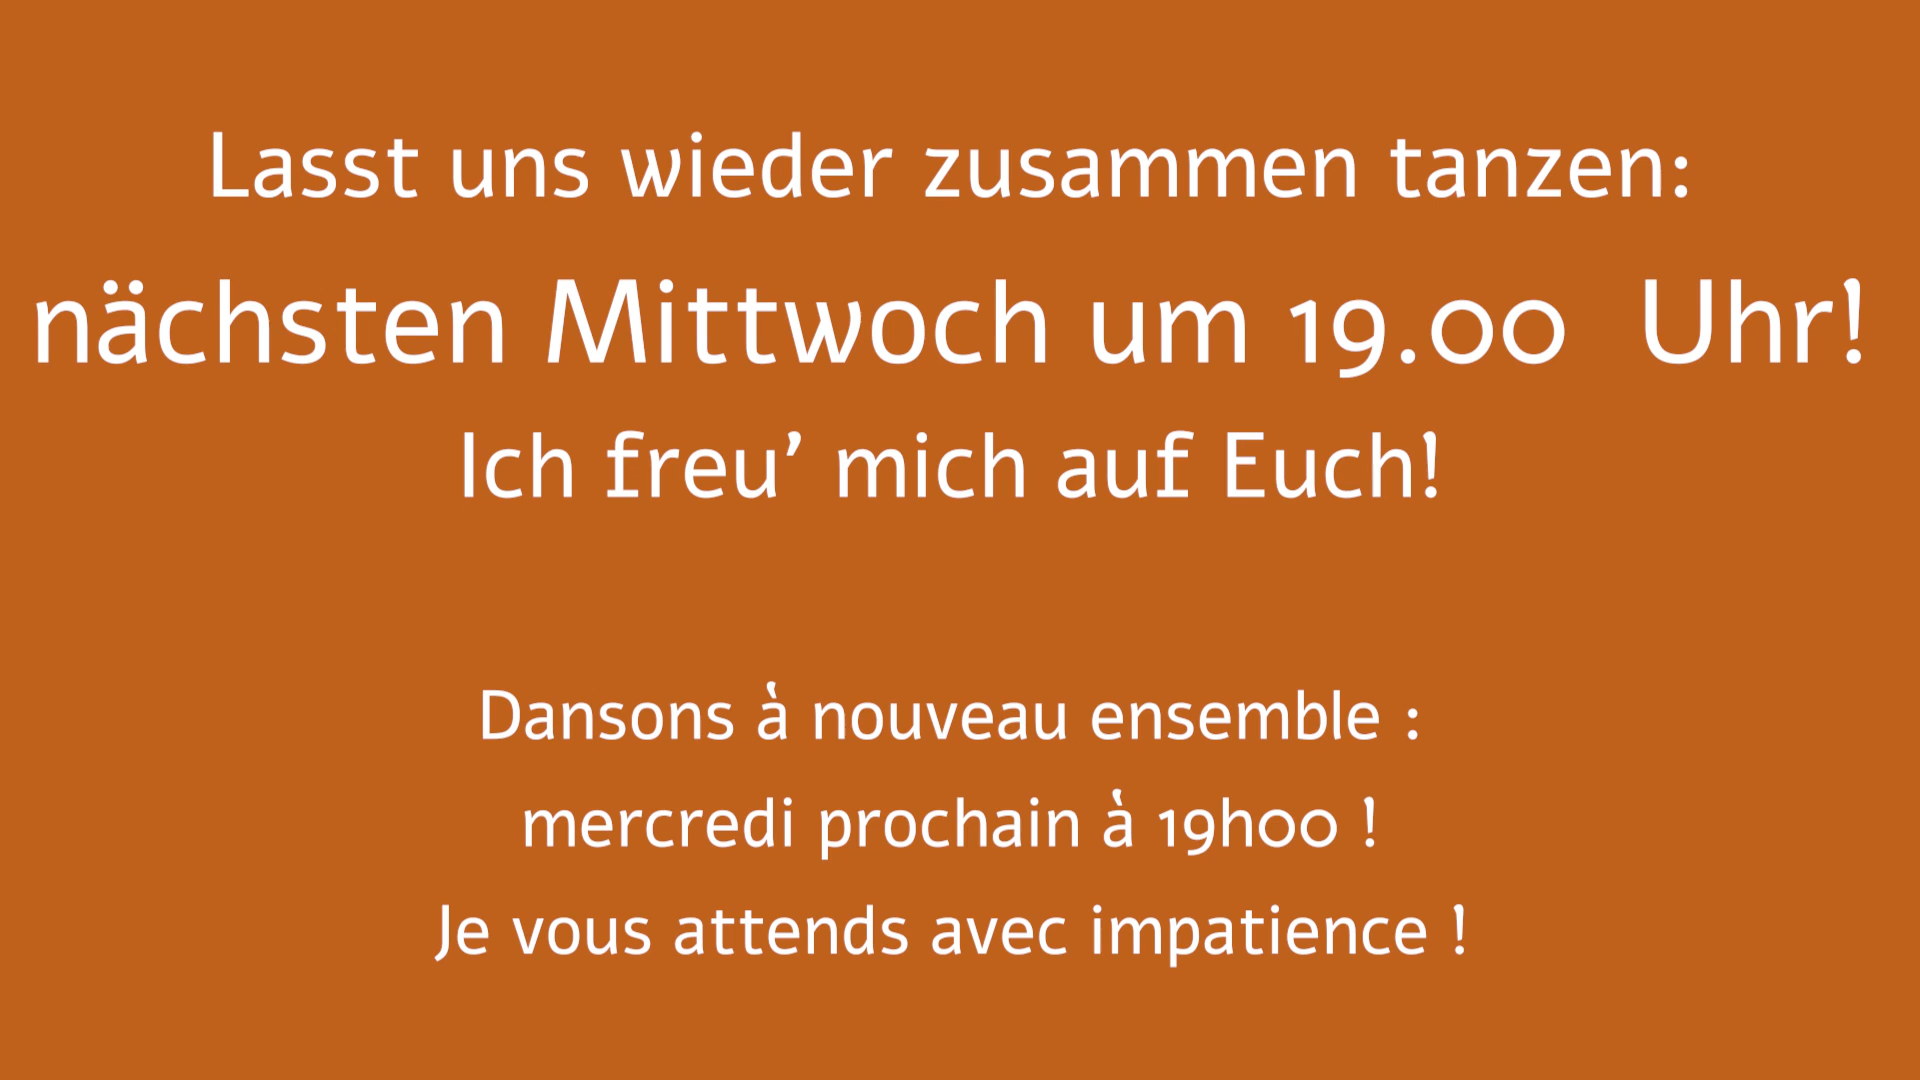 Lasst uns wieder zusammen tanzen:
nächsten Mittwoch um 19.00  Uhr!
Ich freu’ mich auf Euch!
Dansons à nouveau ensemble :
mercredi prochain à 19h00 !
Je vous attends avec impatience !